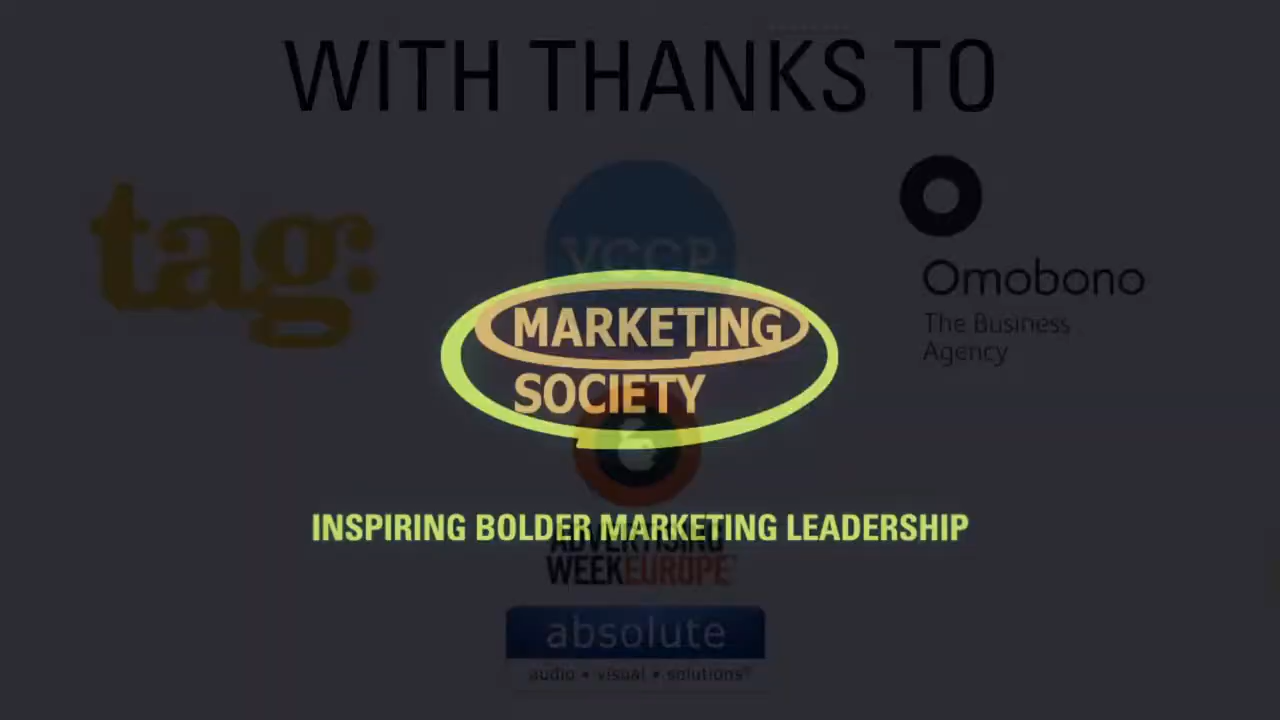 WITH THANKS TO
tag:
VCCP
Omobono
The Business
Agency
MARKETING
SOCIETY
INSPIRING BOLDER MARKETING LEADERSHIP
ADVERTISING
WEEKEUROPE
absolute
audio • visual • solutions